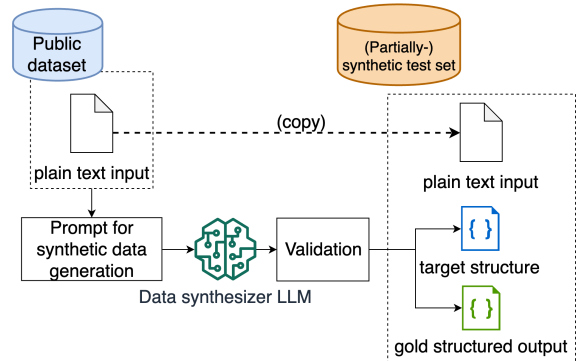 Public
dataset
(Partially-)
synthetic test set
(copy)
plain text input
plain text input
Prompt for
synthetic data
generation
Validation
{ }
target structure
Data synthesizer LLM
{ }
gold structured output